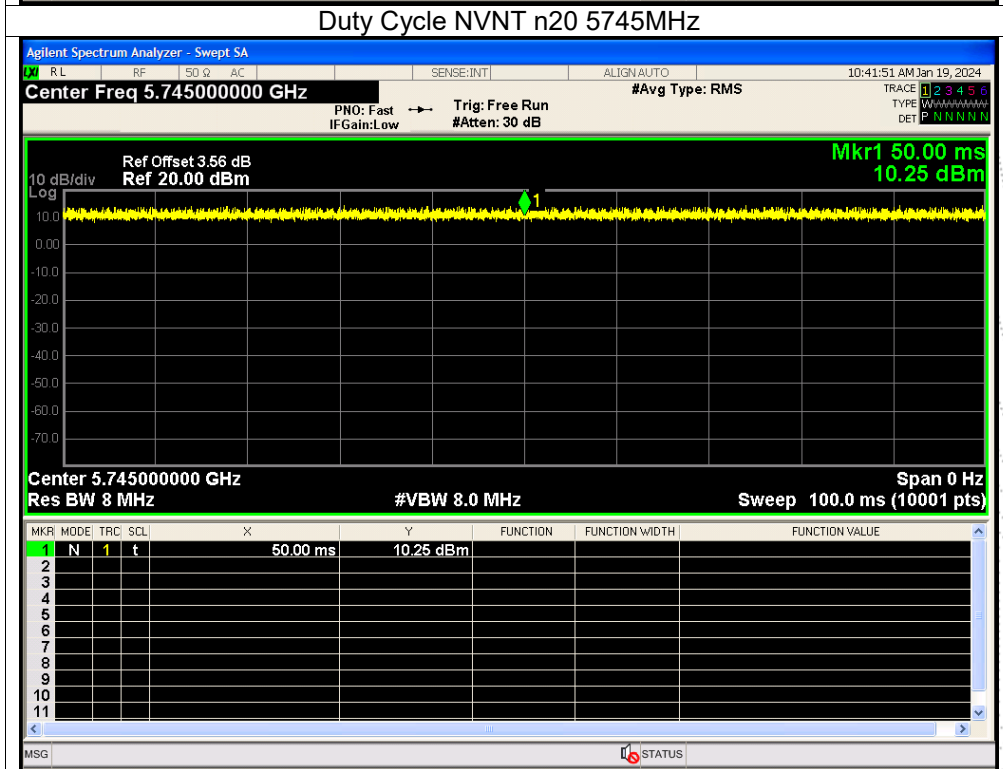 Duty Cycle NVNT n20 5745MHz
Agilent Spectrum Analyzer - Swept SA
LXI RL RF 50 Ω AC SENSE:INT ALIGNAUTO 10:41:51 AM Jan 19, 2024
Center Freq 5.745000000 GHz #Avg Type: RMS TRACE 1 2 3 4 5 6
PNO: Fast Trig: Free Run TYPE WWWWWW
IFGain:Low #Atten: 30 dB DET P N N N N N
Mkr1 50.00 ms
Ref Offset 3.56 dB
10 dB/div Ref 20.00 dBm 10.25 dBm
Log
1
10.0
0.00
-10.0
-20.0
-30.0
-40.0
-50.0
-60.0
-70.0
Center 5.745000000 GHz Span 0 Hz
Res BW 8 MHz #VBW 8.0 MHz Sweep 100.0 ms (10001 pts)
MKR MODE TRC SCL X Y FUNCTION FUNCTION WIDTH FUNCTION VALUE
1 N 1 t 50.00 ms 10.25 dBm
2
3
4
5
6
7
8
9
10
11
MSG STATUS